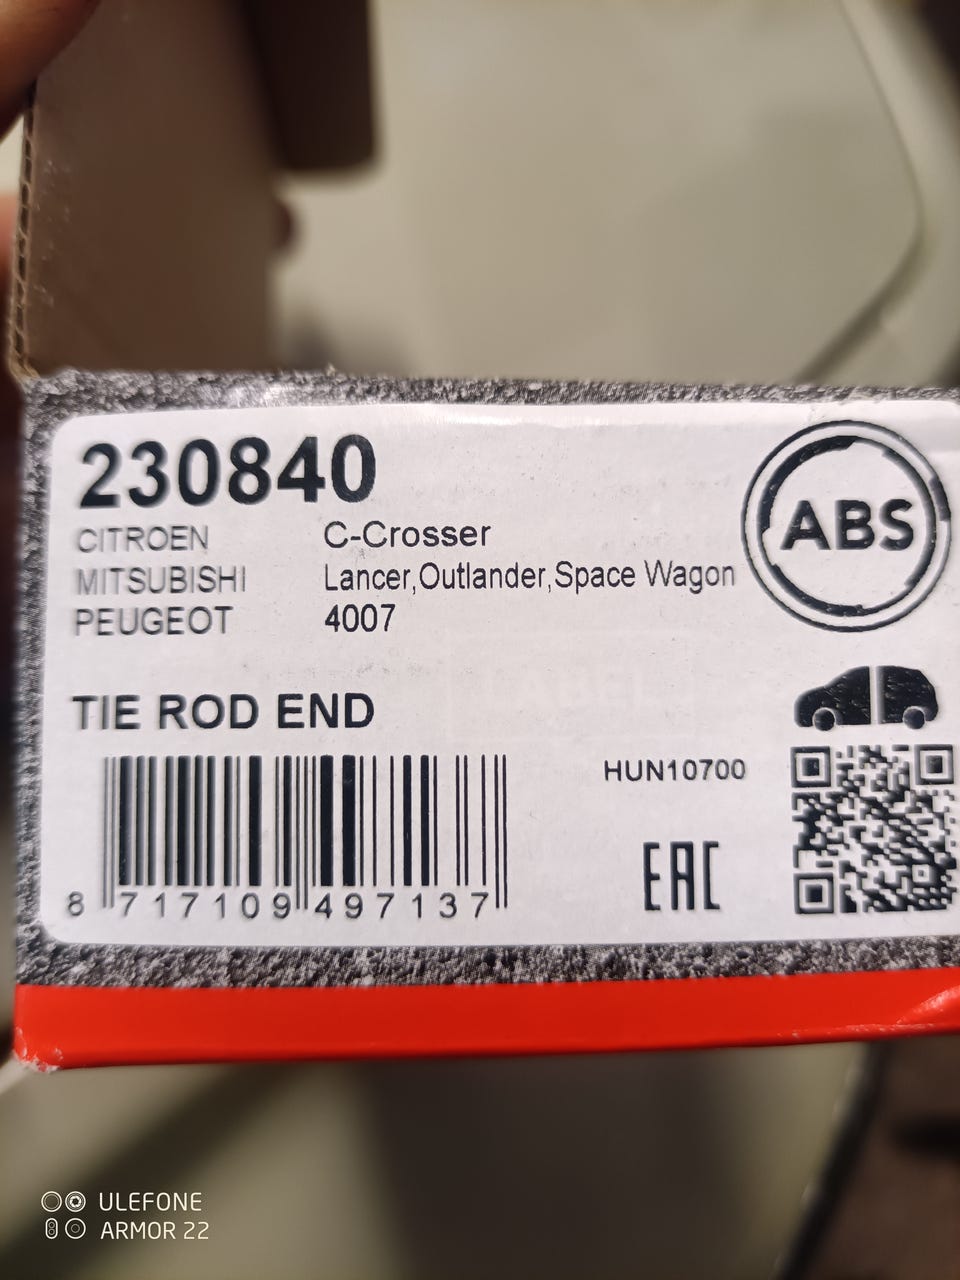 230840
ABS
CITROEN C-Crosser
MITSUBISHI Lancer,Outlander,Space Wagon
PEUGEOT 4007
TIE ROD END
HUN10700
EAC
8 717109 497137
ULEFONE
ARMOR 22